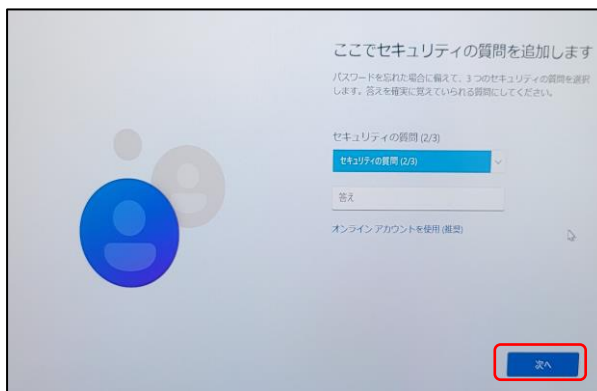 ここでセキュリティの質問を追加します
パスワードを忘れた場合に備えて、3 つのセキュリティの質問を選択
します。答えを確実に覚えていられる質問にしてください。
セキュリティの質問 (2/3)
セキュリティの質問 (2/3)
答え
オンライン アカウントを使用 (推奨)
次へ